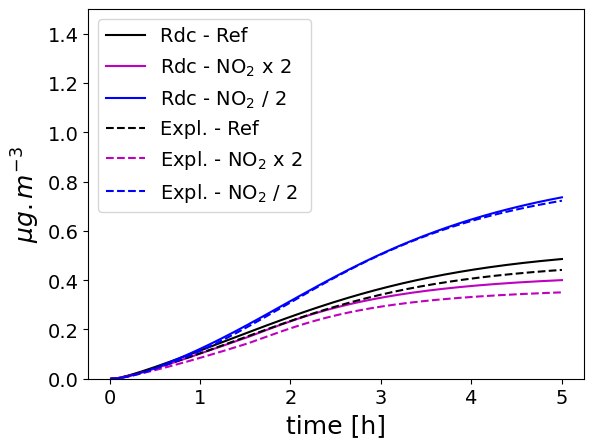 1.4
1.2
1.0
0.8
0.6
0.4
0.2
0.0
μg.m⁻³
Rdc - Ref
Rdc - NO₂ x 2
Rdc - NO₂ / 2
Expl. - Ref
Expl. - NO₂ x 2
Expl. - NO₂ / 2
0 1 2 3 4 5
time [h]